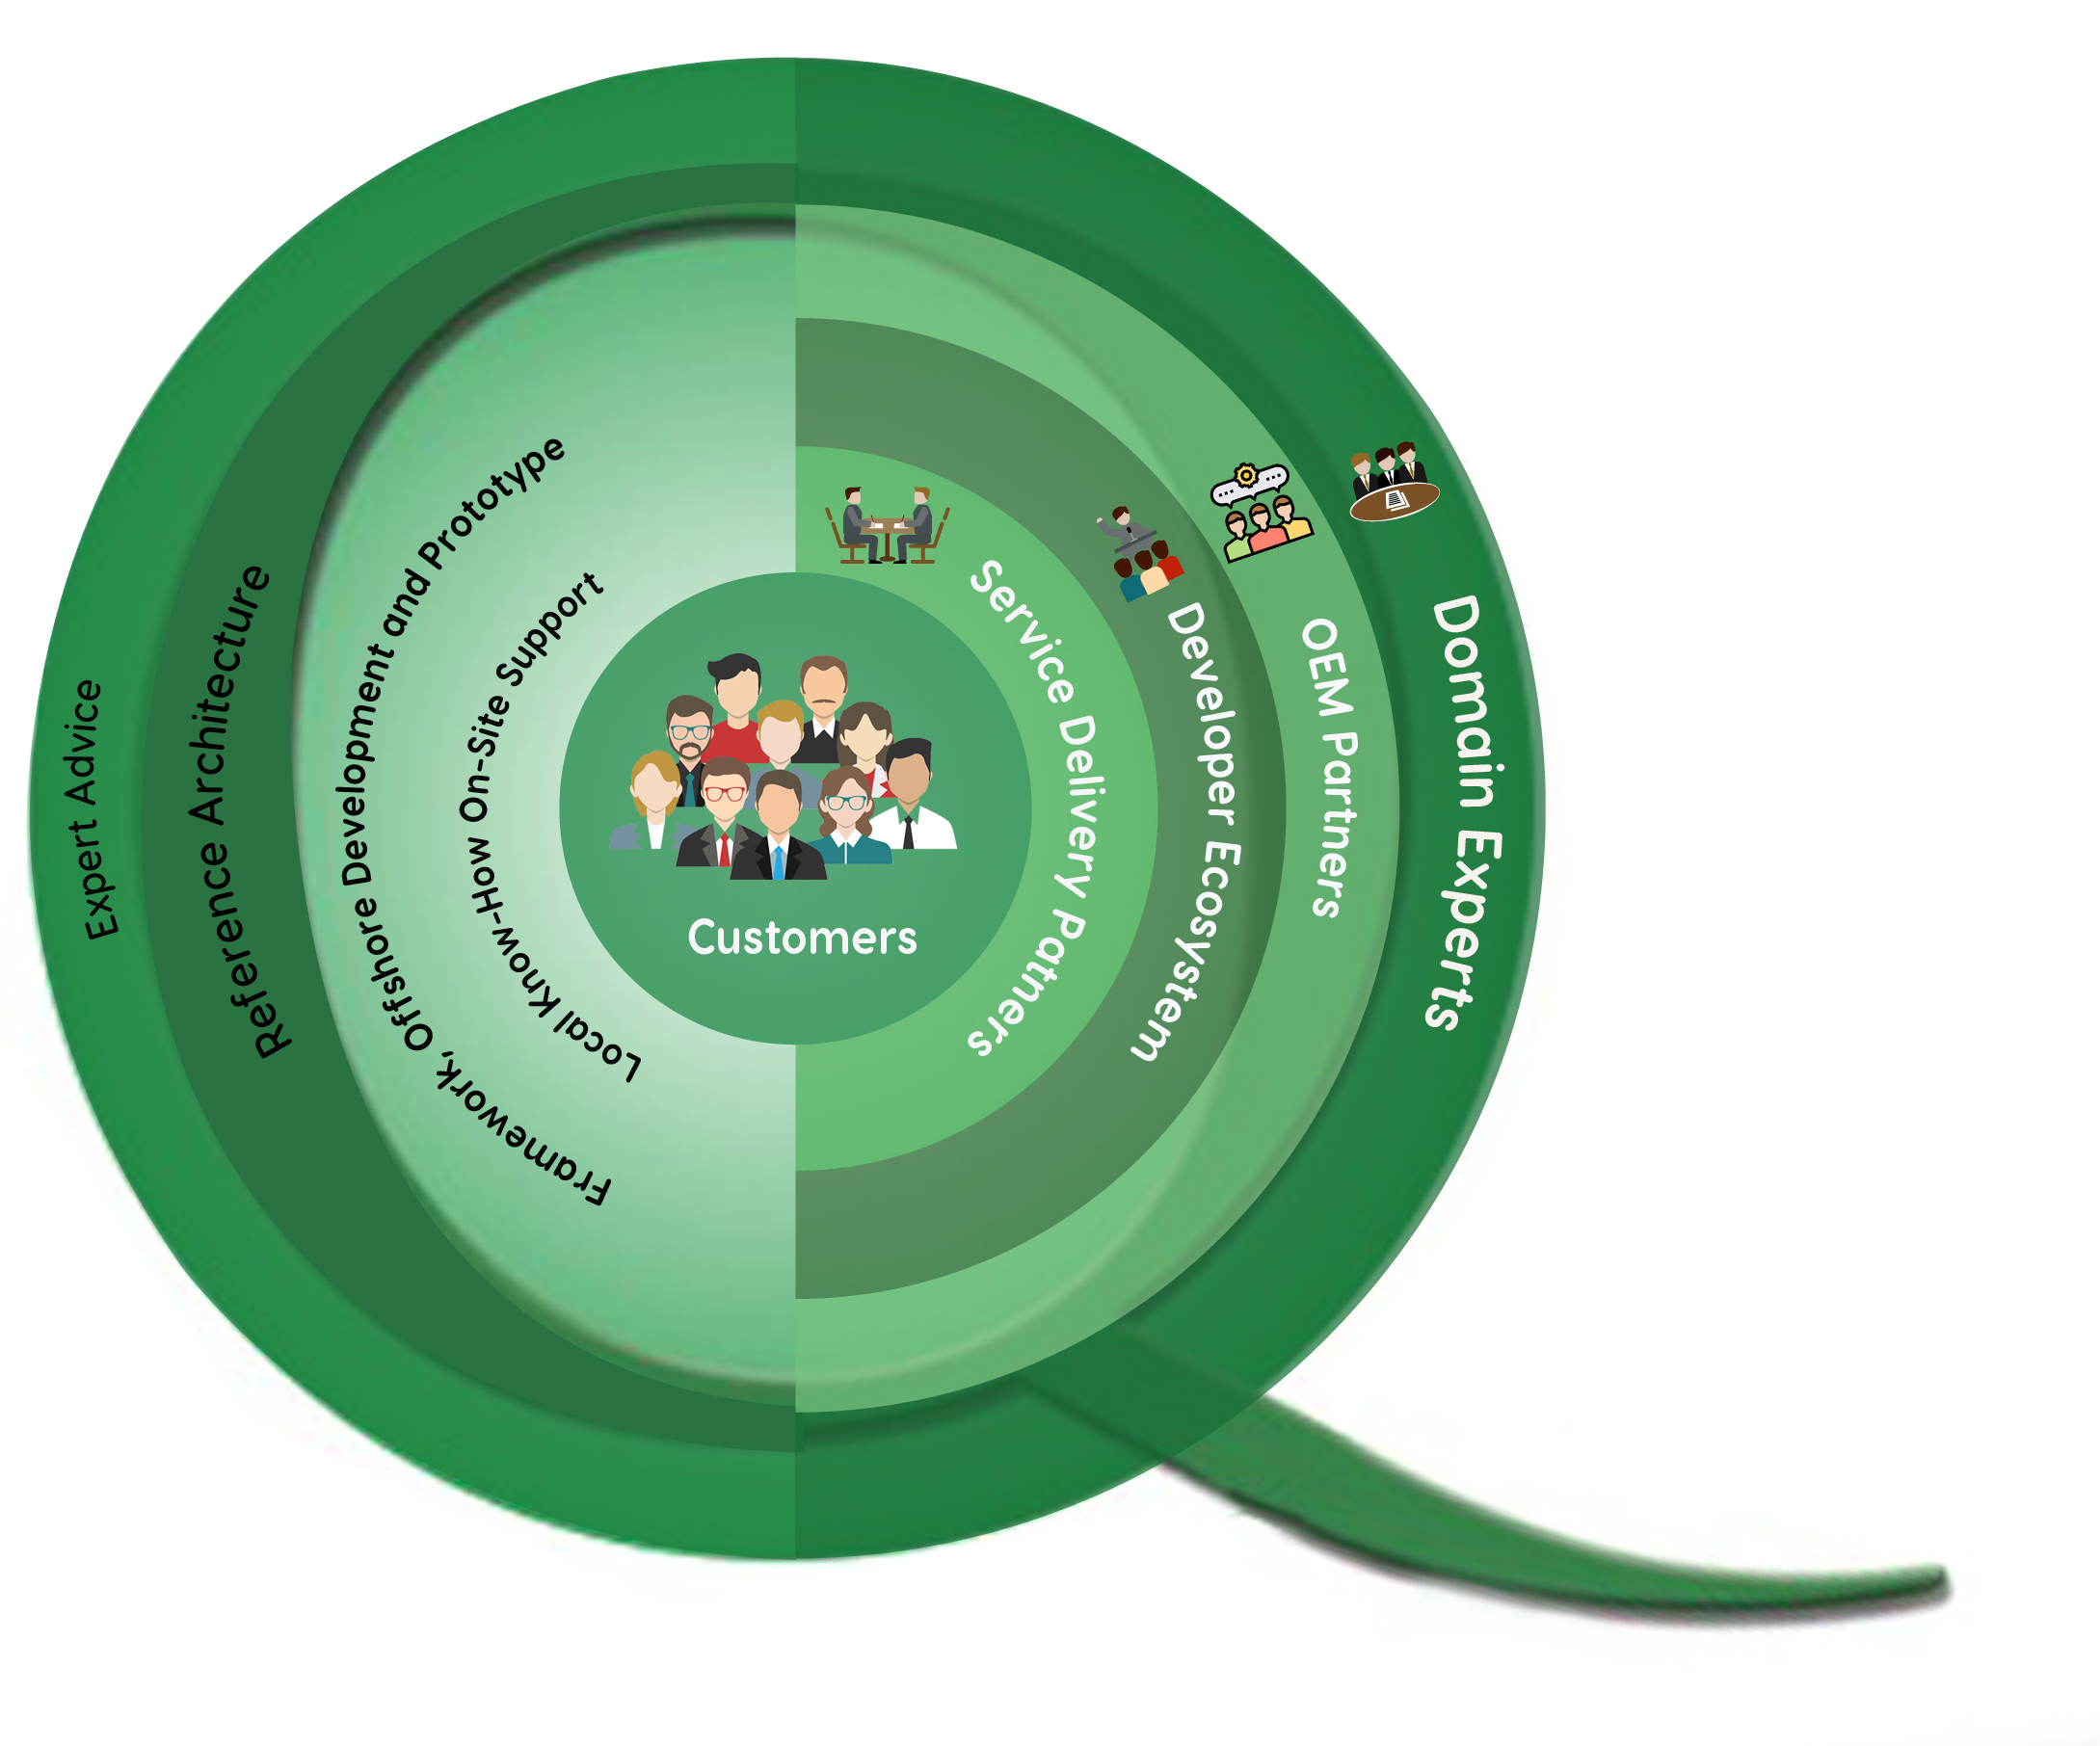 Expert Advice
Reference Architecture
Framework, Offshore Development and Prototype
Local Know-How On-Site Support
Customers
Service Delivery Patners
Developer Ecosystem
OEM Partners
Domain Experts